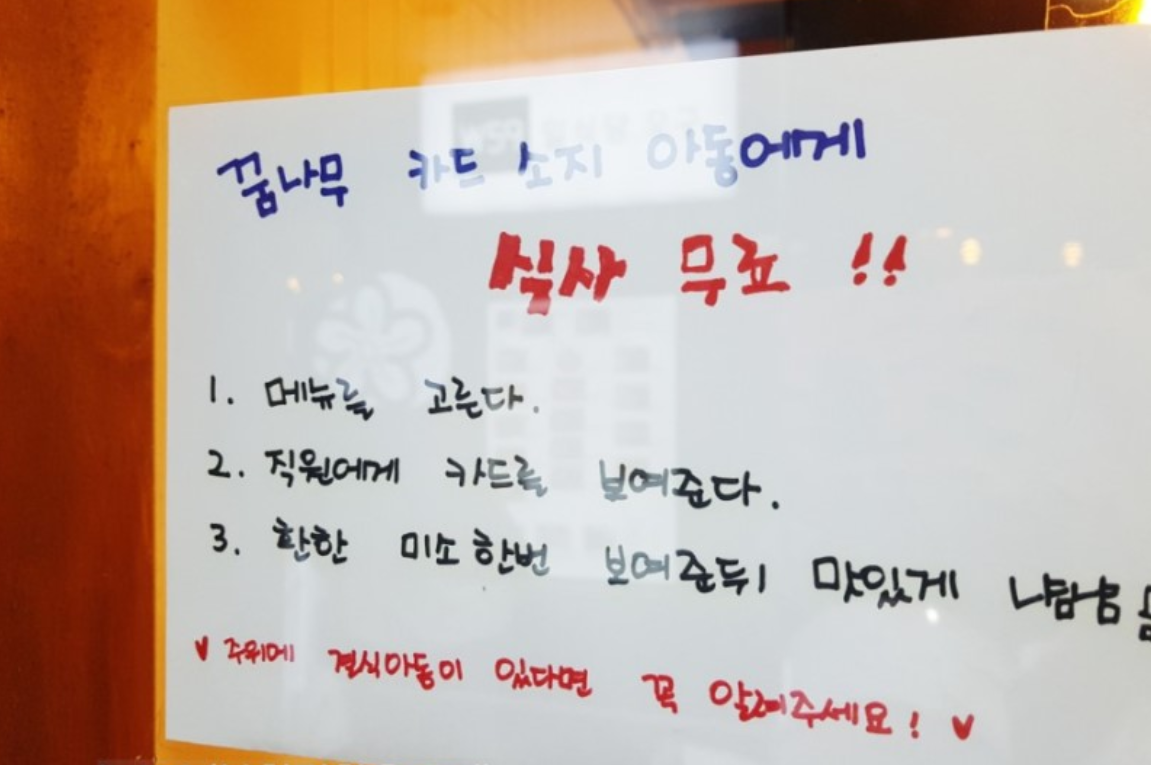 꿈나무 카드 소지 아동에게
식사 무료 !!
1. 메뉴를 고른다.
2. 직원에게 카드를 보여준다.
3. 환한 미소 한번 보여준뒤 맛있게 냠냠
♥ 주위에 결식아동이 있다면 꼭 알려주세요! ♥